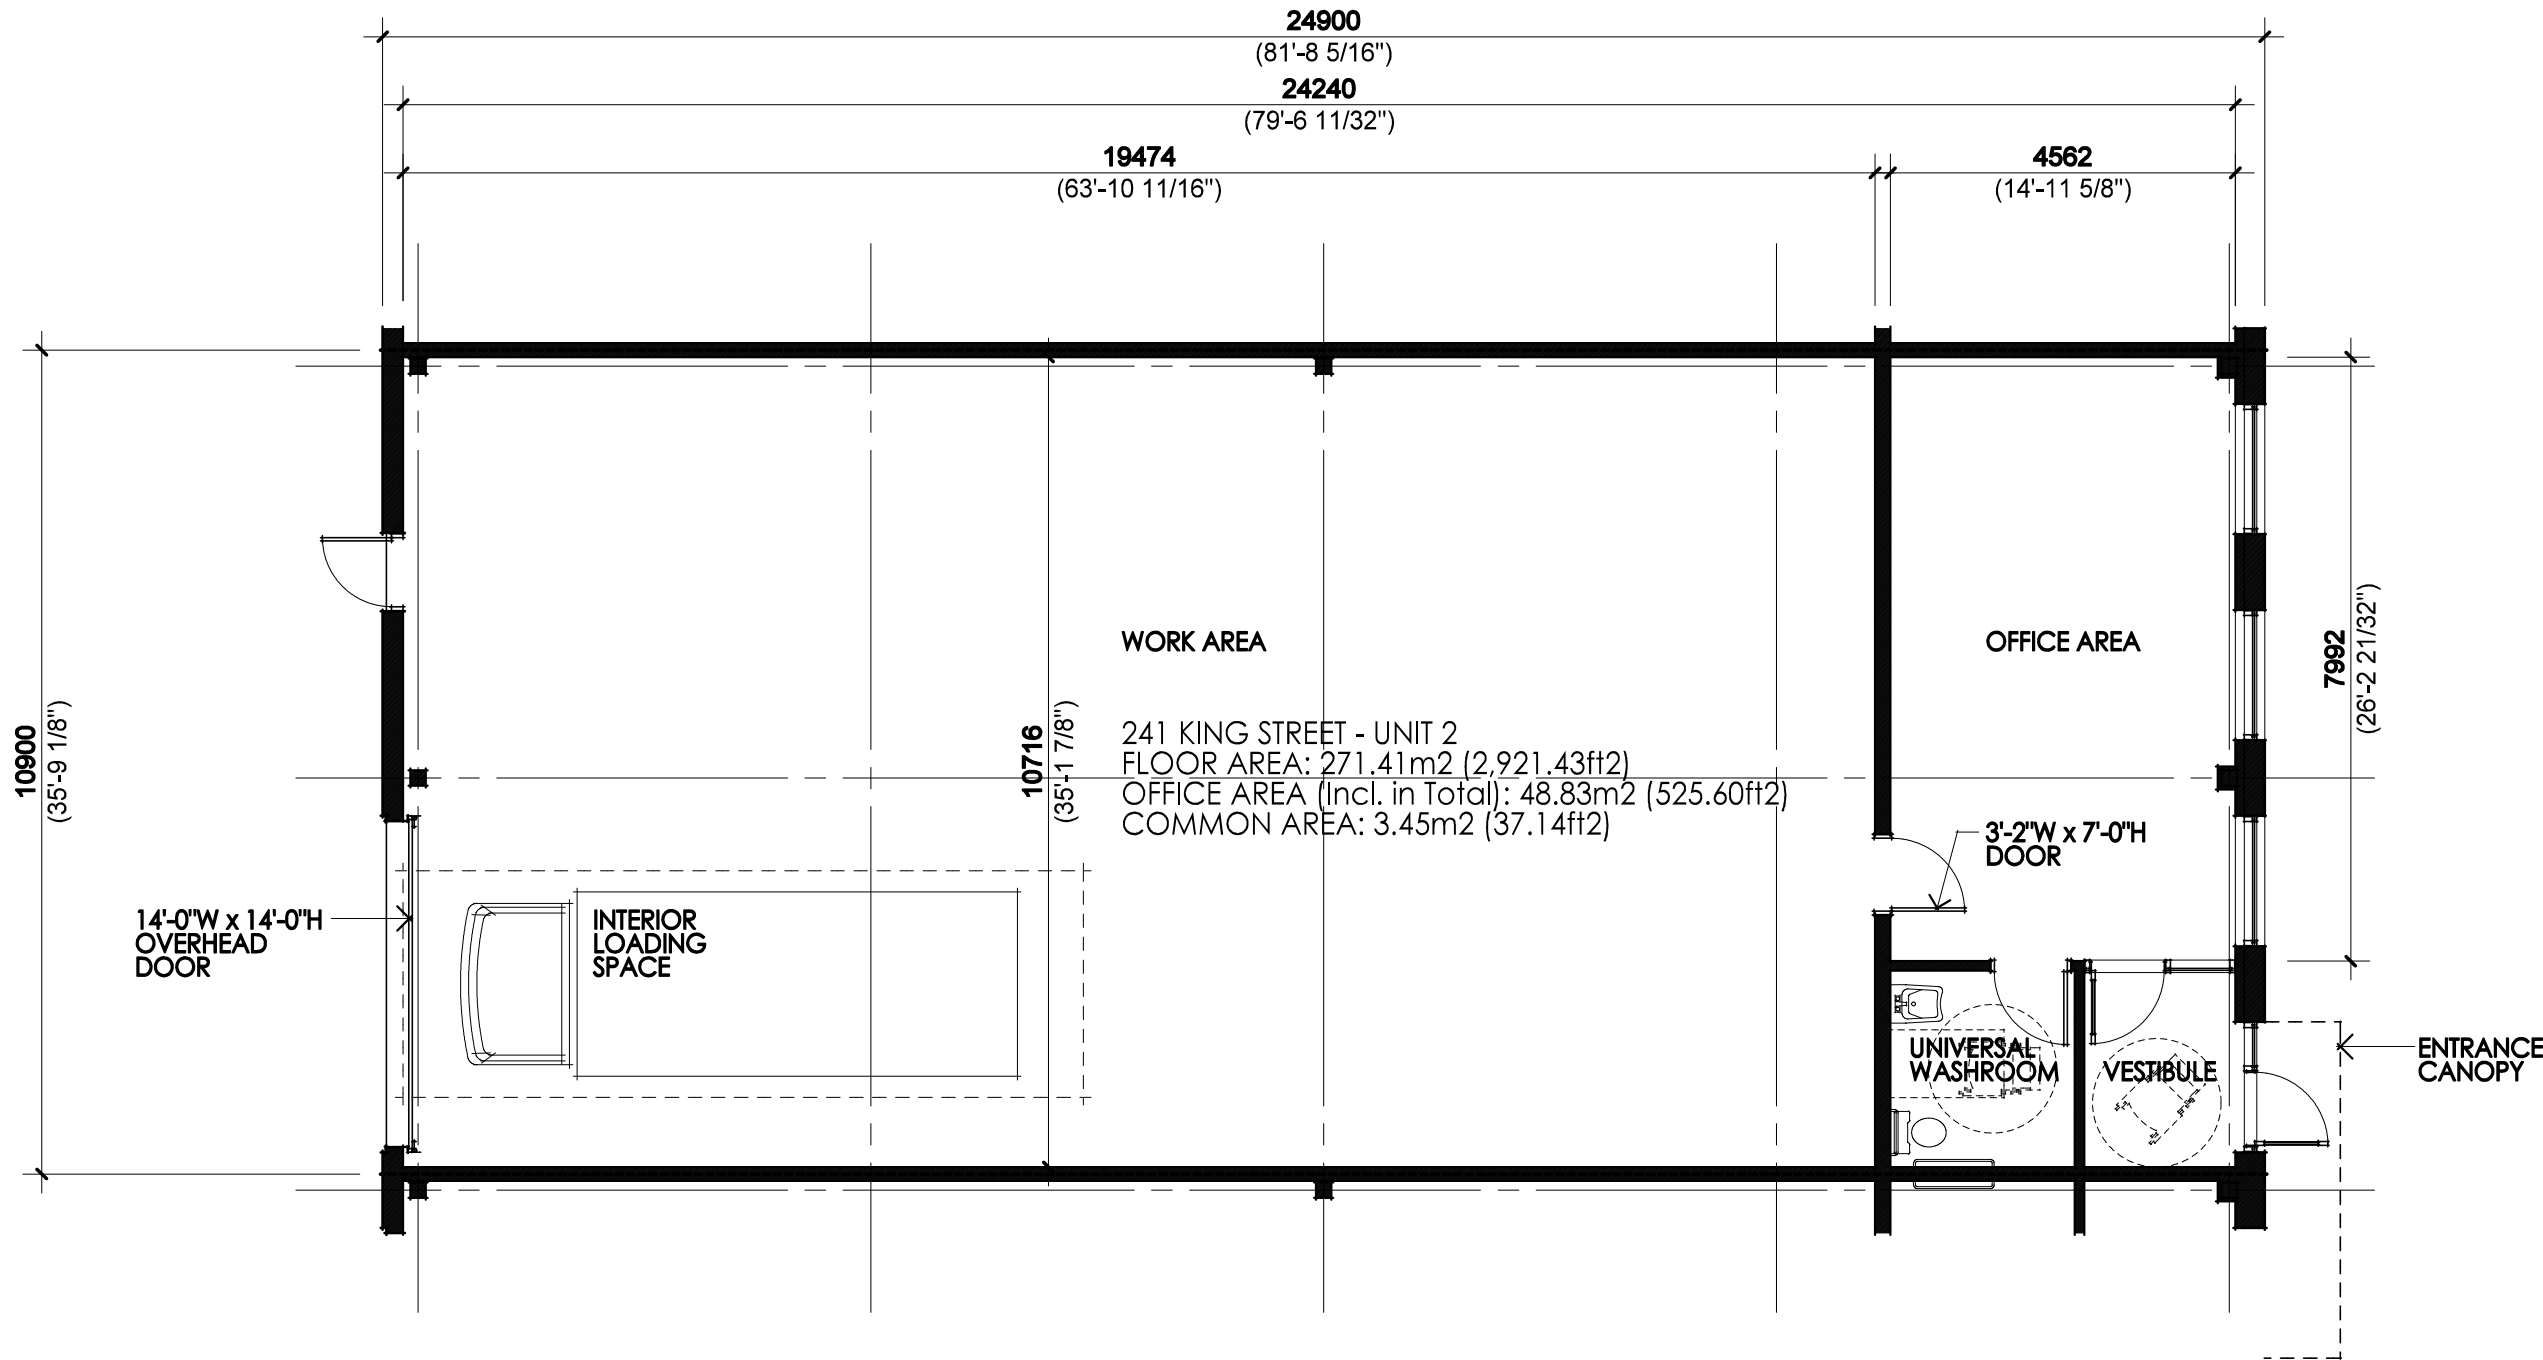 24900
(81'-8 5/16")
24240
(79'-6 11/32")
19474
(63'-10 11/16")
4562
(14'-11 5/8")
10900
(35'-9 1/8")
10716
(35'-1 7/8")
7992
(26'-2 21/32")
WORK AREA
OFFICE AREA
241 KING STREET - UNIT 2
FLOOR AREA: 271.41m2 (2,921.43ft2)
OFFICE AREA (Incl. in Total): 48.83m2 (525.60ft2)
COMMON AREA: 3.45m2 (37.14ft2)
3'-2"W x 7'-0"H
DOOR
14'-0"W x 14'-0"H
OVERHEAD
DOOR
INTERIOR
LOADING
SPACE
UNIVERSAL
WASHROOM
VESTIBULE
ENTRANCE
CANOPY